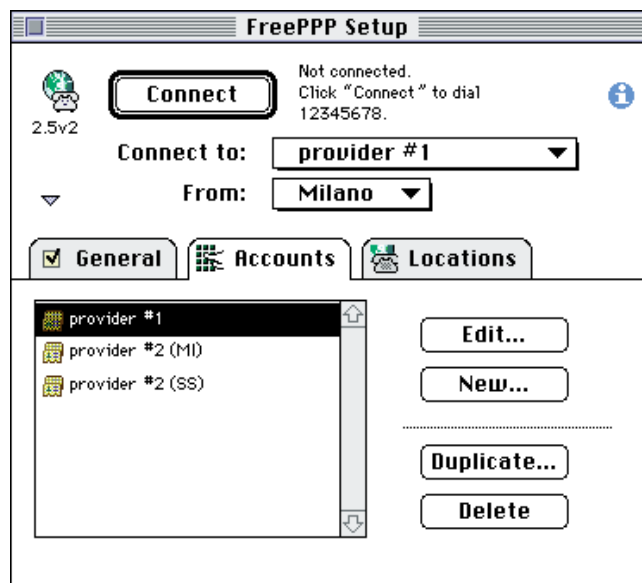 FreePPP Setup
Connect
Not connected.
Click "Connect" to dial
12345678.
2.5v2
Connect to:
provider #1
From:
Milano
General
Accounts
Locations
provider #1
provider #2 (MI)
provider #2 (SS)
Edit...
New...
Duplicate...
Delete